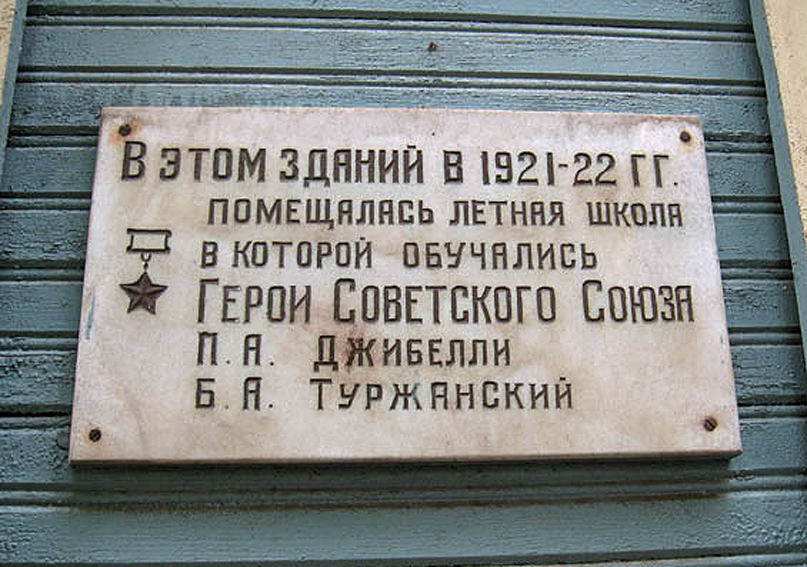 В этом зданий в 1921-22 гг.
помещалась летная школа
в которой обучались
Герои Советского Союза
П. А. Джибелли
Б. А. Туржанский